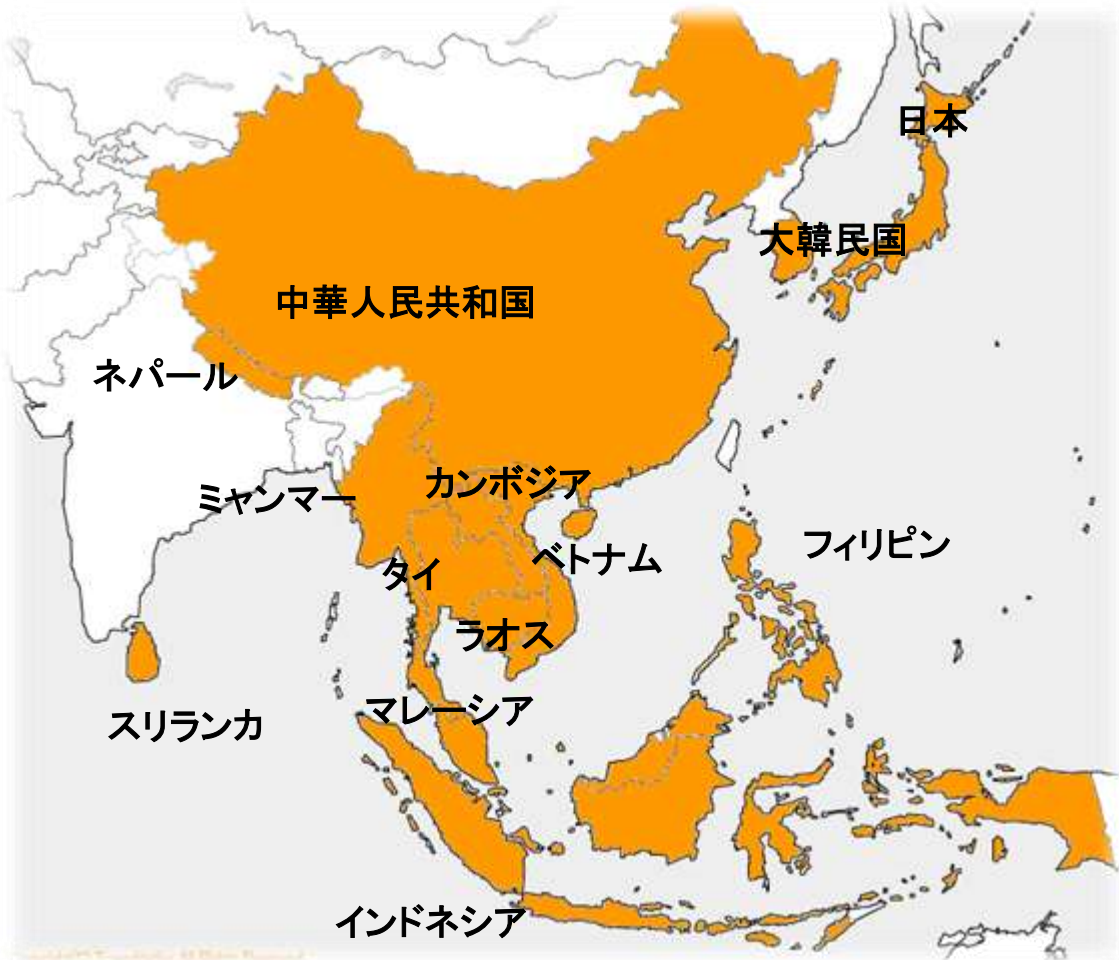 日本
大韓民国
中華人民共和国
ネパール
カンボジア
ミャンマー
フィリピン
ベトナム
タイ
ラオス
マレーシア
スリランカ
インドネシア